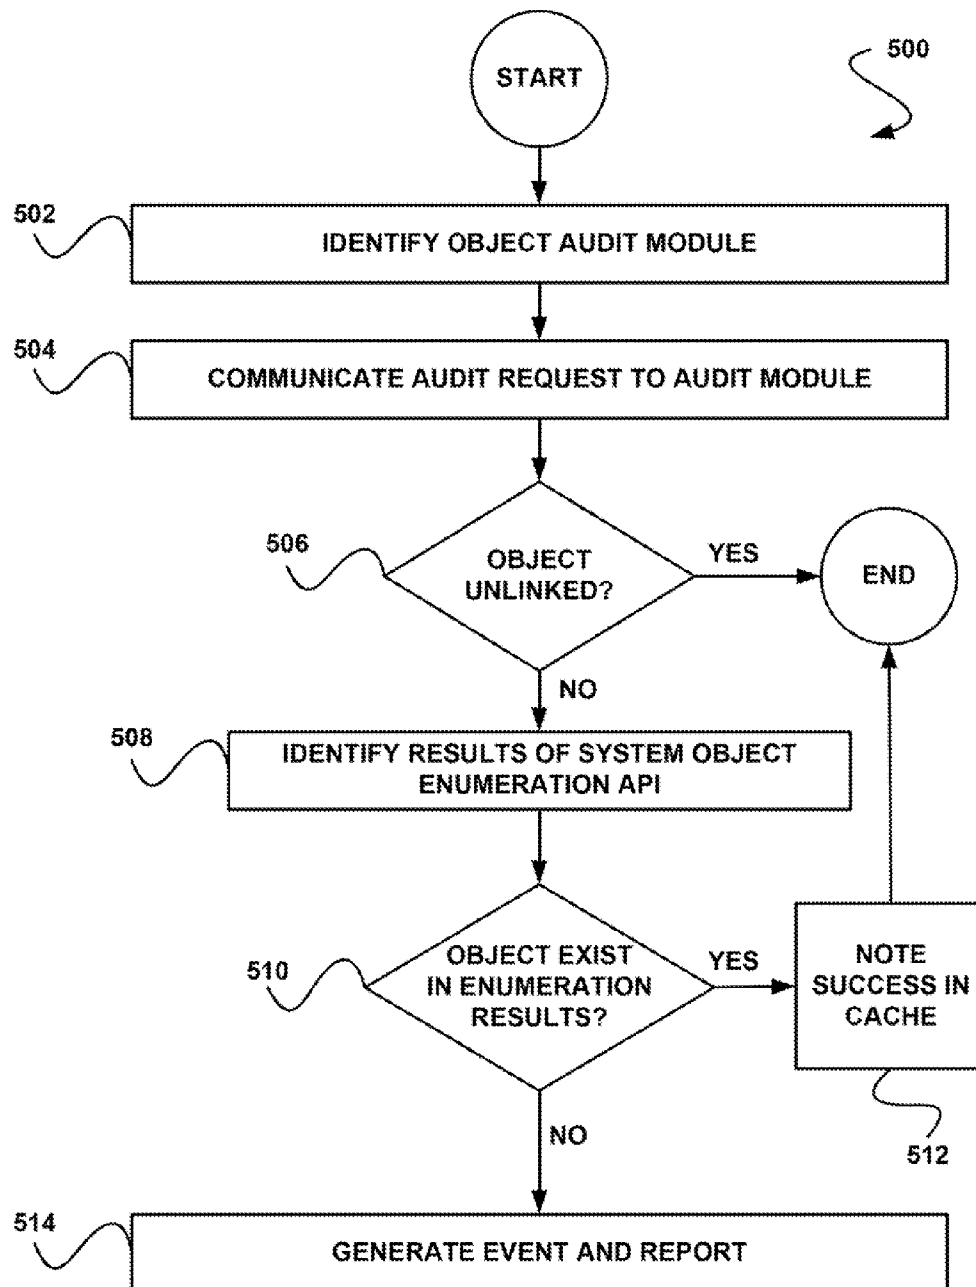 START
500
502
IDENTIFY OBJECT AUDIT MODULE
504
COMMUNICATE AUDIT REQUEST TO AUDIT MODULE
506
OBJECT
UNLINKED?
YES
END
NO
508
IDENTIFY RESULTS OF SYSTEM OBJECT
ENUMERATION API
510
OBJECT EXIST
IN ENUMERATION
RESULTS?
YES
NOTE
SUCCESS IN
CACHE
512
NO
514
GENERATE EVENT AND REPORT